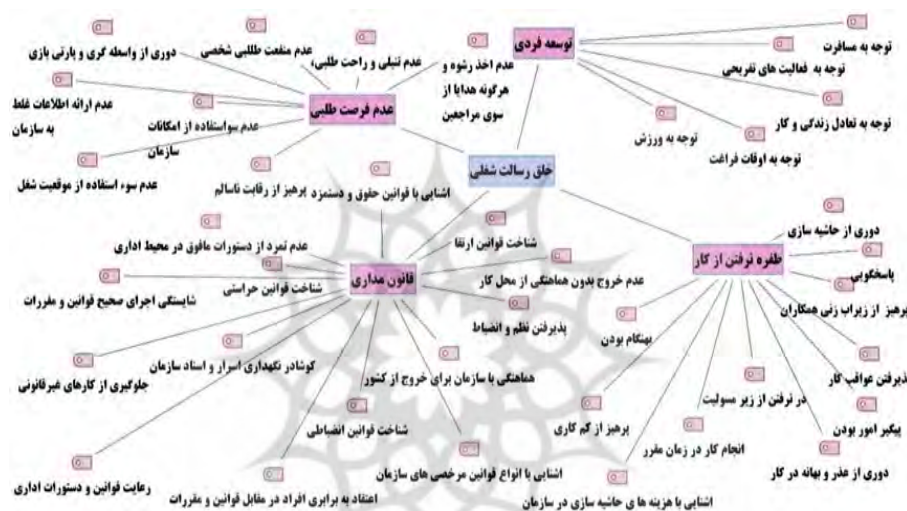 توسعه فردی
توجه به مسافرت
توجه به فعالیت های تفریحی
توجه به تعادل زندگی و کار
توجه به اوقات فراغت
توجه به ورزش
عدم فرصت طلبی
عدم اخذ رشوه و
هرگونه هدایا از
سوی مراجعین
عدم تنبلی و راحت طلبی،
عدم منفعت طللبی شخصی
دوری از واسطه گری و پارتی بازی
عدم ارائه اطلاعات غلط
به سازمان
عدم سواستفاده از امکانات
سازمان
عدم سوء استفاده از موقعیت شغل
پرهیز از رقابت ناسالم
خلق رسالت شغلی
قانون مداری
اشنایی با قوانین حقوق و دستمزد
شناخت قوانین ارتقا
عدم تمرد از دستورات مافوق در محیط اداری
عدم خروج بدون هماهنگی از محل کار
شناخت قوانین حراستی
شایستگی اجرای صحیح قوانین و مقررات
پذیرفتن نظم و انضباط
کوشادر نگهداری اسرار و اسناد سازمان
جلوگیری از کارهای غیرقانونی
هماهنگی با سازمان برای خروج از کشور
شناخت قوانین انضباطی
اشنایی با انواع قوانین مرخصی های سازمان
رعایت قوانین و دستورات اداری
اعتقاد به برابری افراد در مقابل قوانین و مقررات
طفره نرفتن از کار
دوری از حاشیه سازی
پاسخگویی
پرهیز از زیراب زنی همکاران
بهنگام بودن
پذیرفتن عواقب کار
در نرفتن از زیر مسولیت
پیگیر امور بودن
پرهیز از کم کاری
انجام کار در زمان مقرر
دوری از عذر و بهانه در کار
اشنایی با هزینه ها ی حاشیه سازی در سازمان